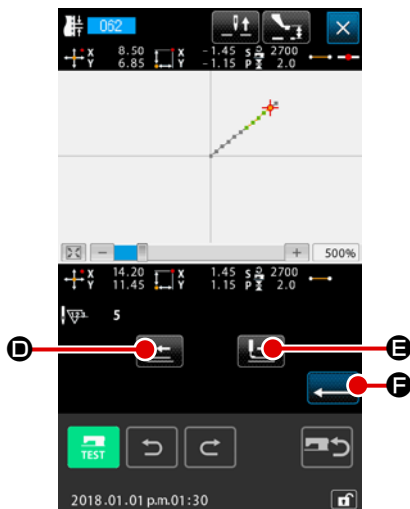 062
X 8.50 X -1.45 S 2700
Y 6.85 Y -1.15 P 2.0
- + 500%
X 14.20 X 1.45 S 2700
Y 11.45 Y 1.15 P 2.0
123 5
D E
F
TEST
2018.01.01 p.m.01:30